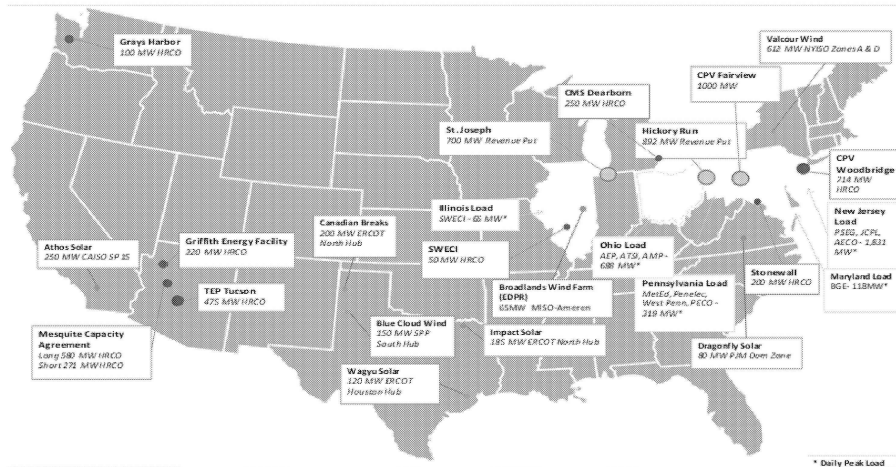 Grays Harbor
100 MW HRCO
Valcour Wind
612 MW NYISO Zones A & D
CMS Dearborn
250 MW HRCO
CPV Fairview
1000 MW
St. Joseph
700 MW Revenue Put
Hickory Run
892 MW Revenue Put
CPV
Woodbridge
714 MW
HRCO
New Jersey
Load
PSEG, JCPL,
AECO - 1,831
MW*
Maryland Load
BGE- 118MW*
Illinois Load
SWECI - 65 MW*
Canadian Breaks
200 MW ERCOT
North Hub
Griffith Energy Facility
320 MW HRCO
Athos Solar
250 MW CAISO SP 15
SWECI
50 MW HRCO
Ohio Load
AEP, ATSI, AMP -
688 MW*
TEP Tucson
475 MW HRCO
Broadlands Wind Farm
(EDPR)
65MW MISO-Ameren
Pennsylvania Load
MetEd, Penelec,
West Penn, PECO -
319 MW*
Stonewall
200 MW HRCO
Mesquite Capacity
Agreement
Long 580 MW HRCO
Short 271 MW HRCO
Blue Cloud Wind
150 MW SPP
South Hub
Impact Solar
185 MW ERCOT North Hub
Dragonfly Solar
80 MW PJM Dom Zone
Wagyu Solar
120 MW ERCOT
Houston Hub
* Daily Peak Load